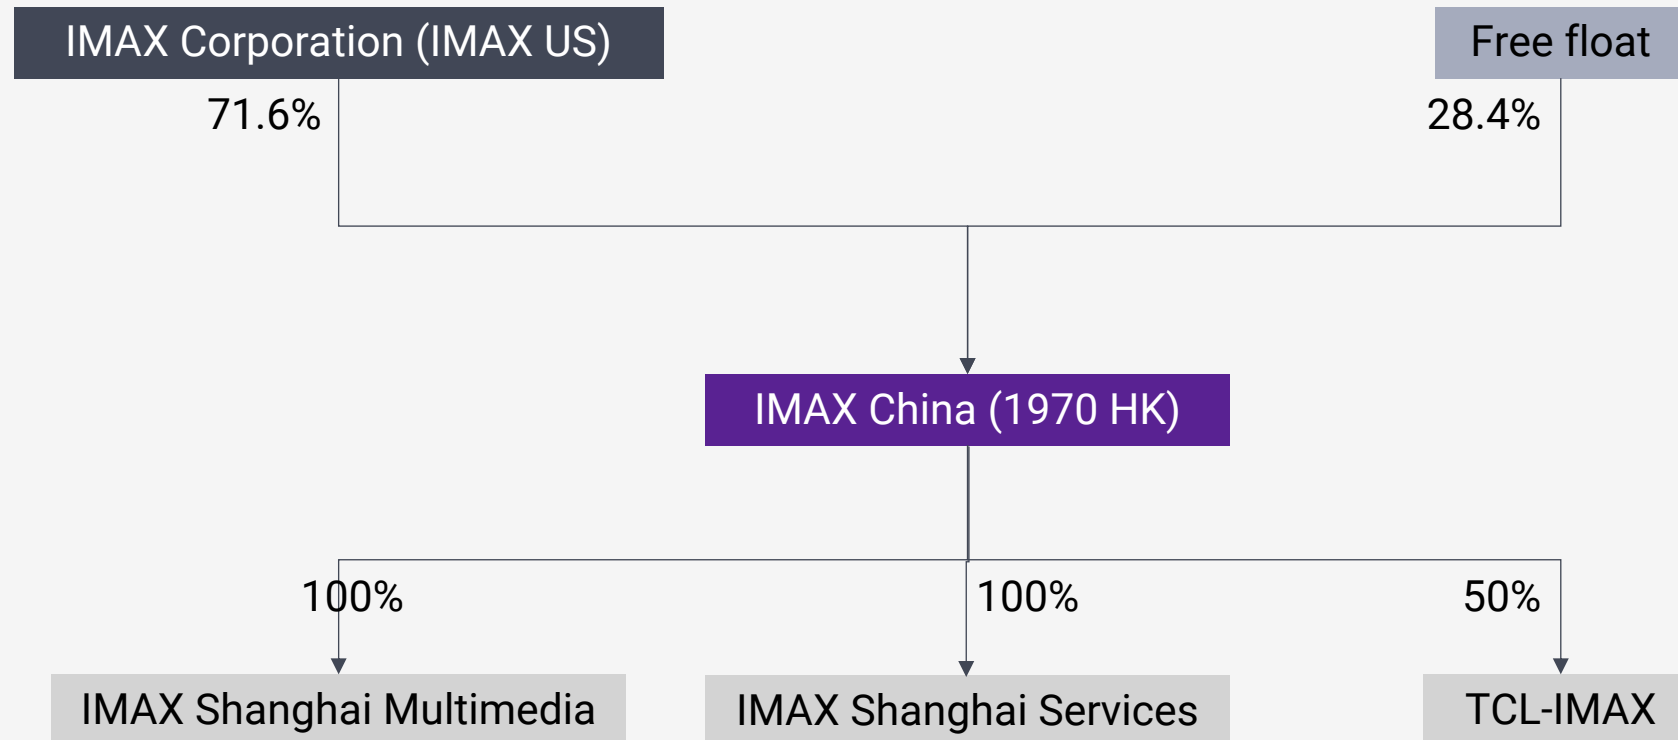 IMAX Corporation (IMAX US)
Free float
71.6%
28.4%
IMAX China (1970 HK)
100%
100%
50%
IMAX Shanghai Multimedia
IMAX Shanghai Services
TCL-IMAX